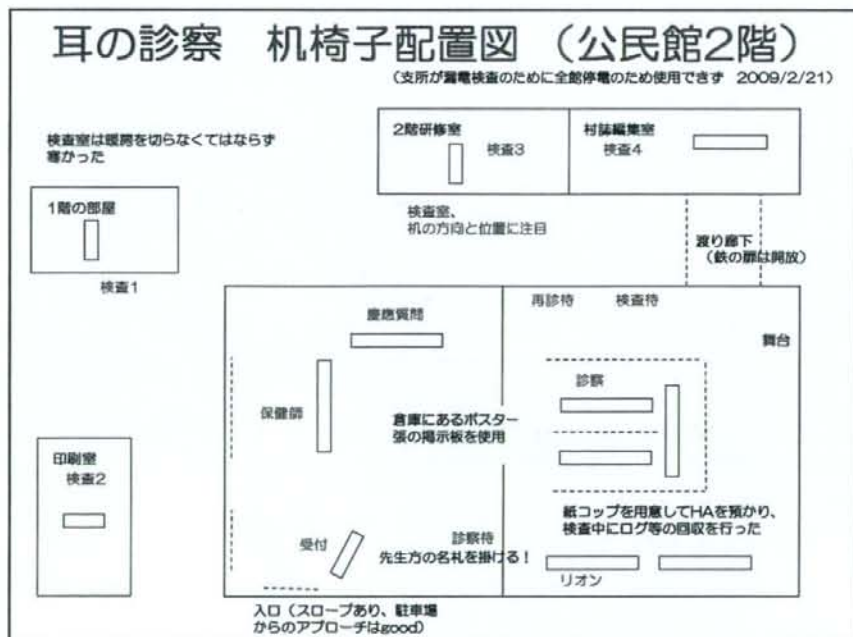 耳の診察　机椅子配置図　（公民館2階）
（支所が漏電検査のために全館停電のため使用できず　2009/2/21）
検査室は暖房を切らなくてはならず
寒かった
2階研修室
検査3
村誌編集室
検査4
1階の部屋
検査1
検査室、
机の方向と位置に注目
渡り廊下
（鉄の扉は開放）
慶應質問
再診待
検査待
舞台
保健師
診察
倉庫にあるポスター
張の掲示板を使用
印刷室
検査2
紙コップを用意してHAを預かり、
検査中にログ等の回収を行った
受付
診察待
先生方の名札を掛ける！
リオン
入口（スロープあり、駐車場
からのアプローチはgood）